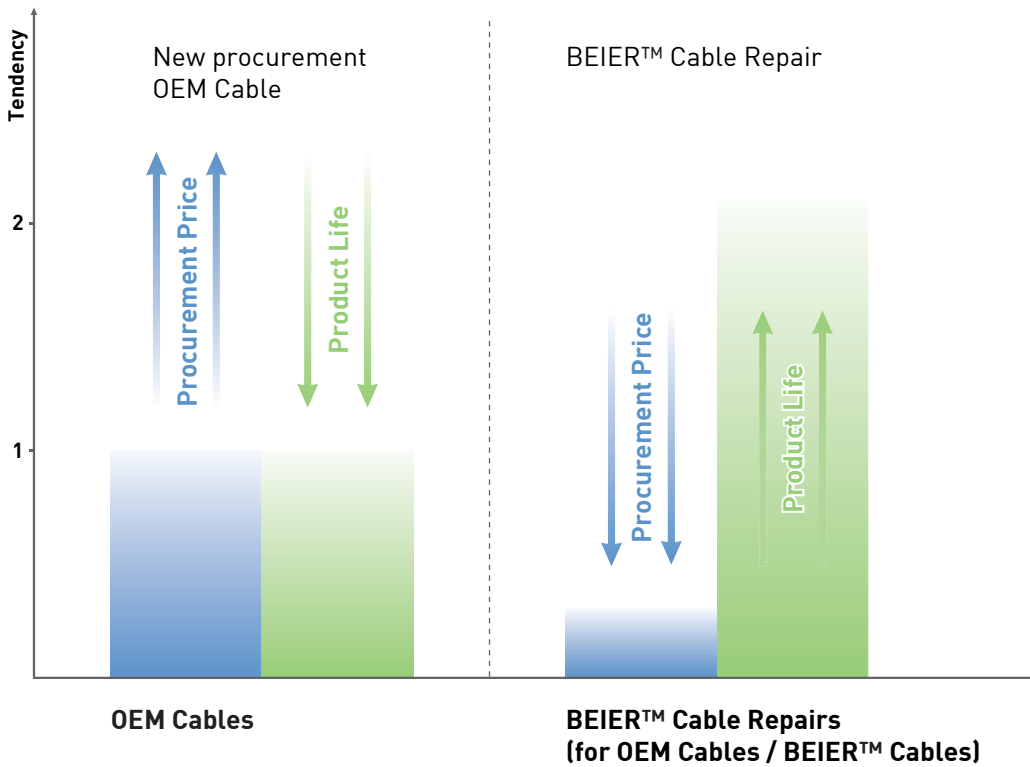 Tendency
New procurement
OEM Cable
BEIER™ Cable Repair
2
1
Procurement Price
Product Life
Procurement Price
Product Life
OEM Cables
BEIER™ Cable Repairs
(for OEM Cables / BEIER™ Cables)